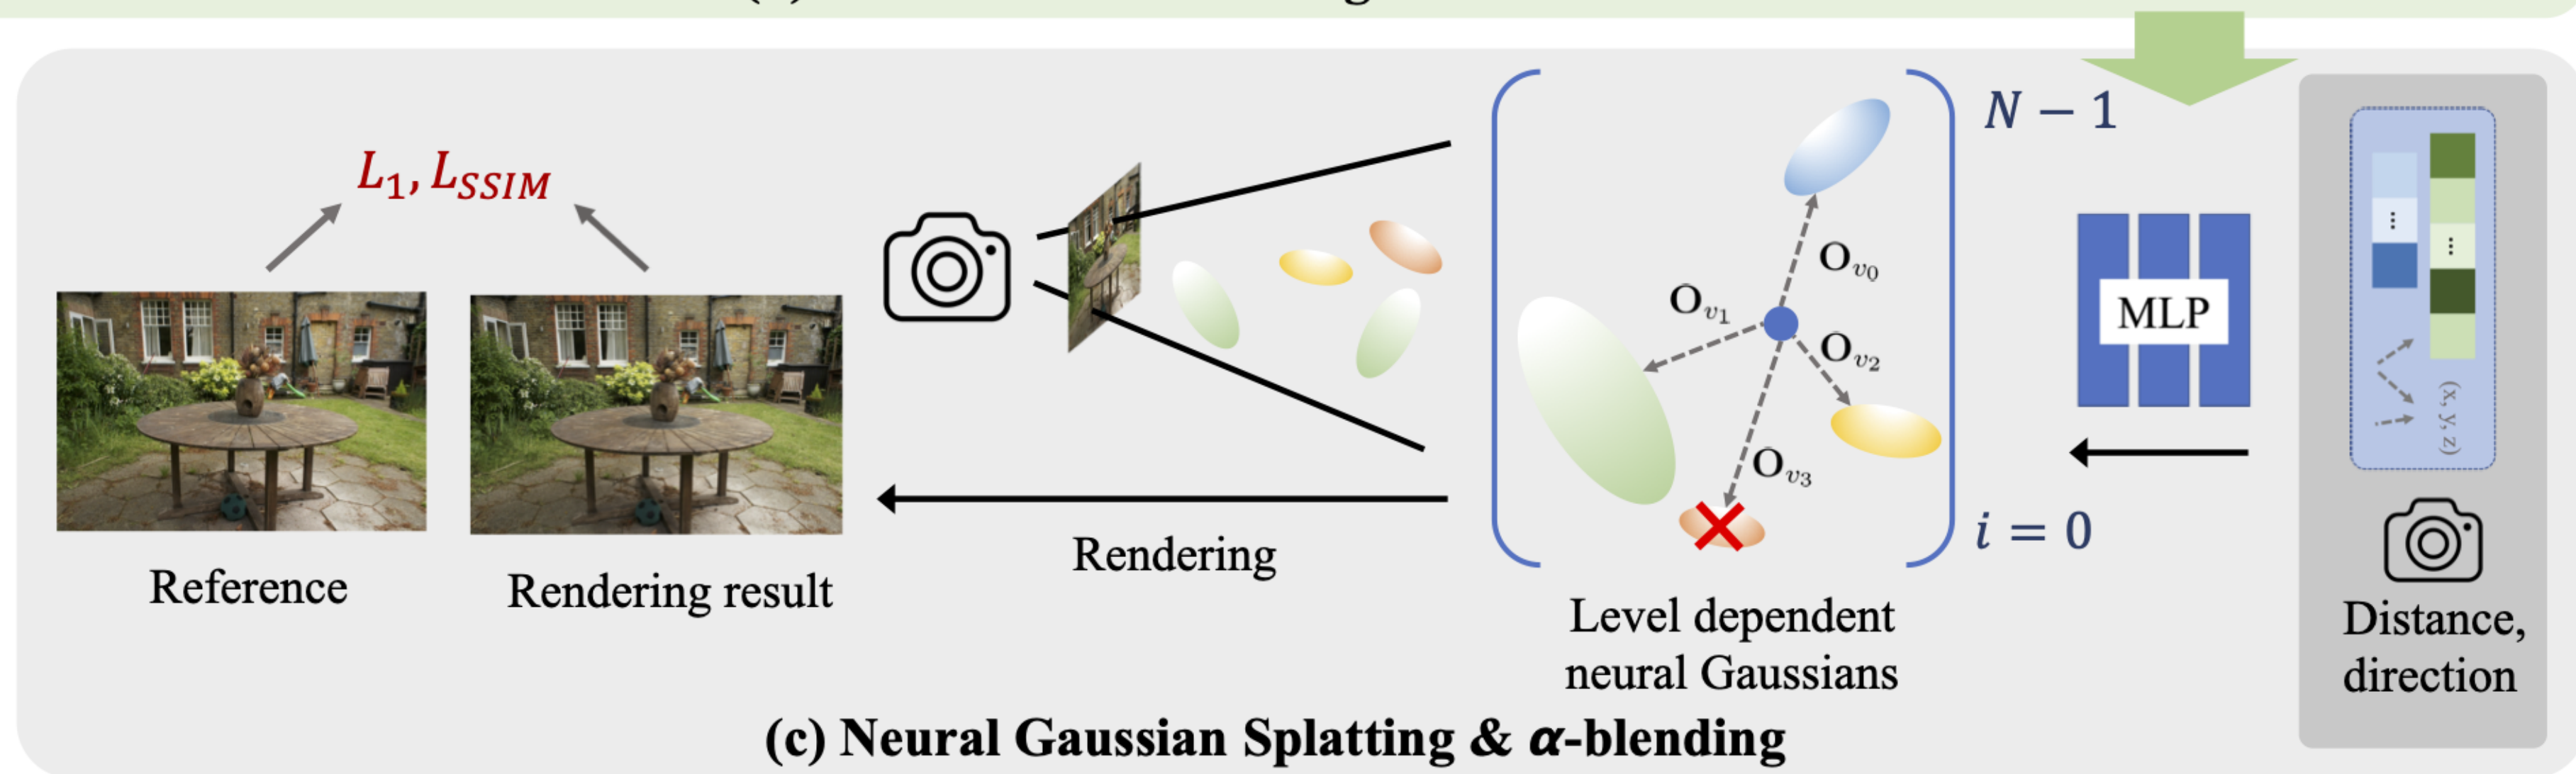 L₁, L_SSIM
Reference
Rendering result
Rendering
O_v0
O_v1
O_v2
O_v3
N − 1
i = 0
Level dependent
neural Gaussians
MLP
...
...
(x, y, z)
Distance,
direction
(c) Neural Gaussian Splatting & α-blending